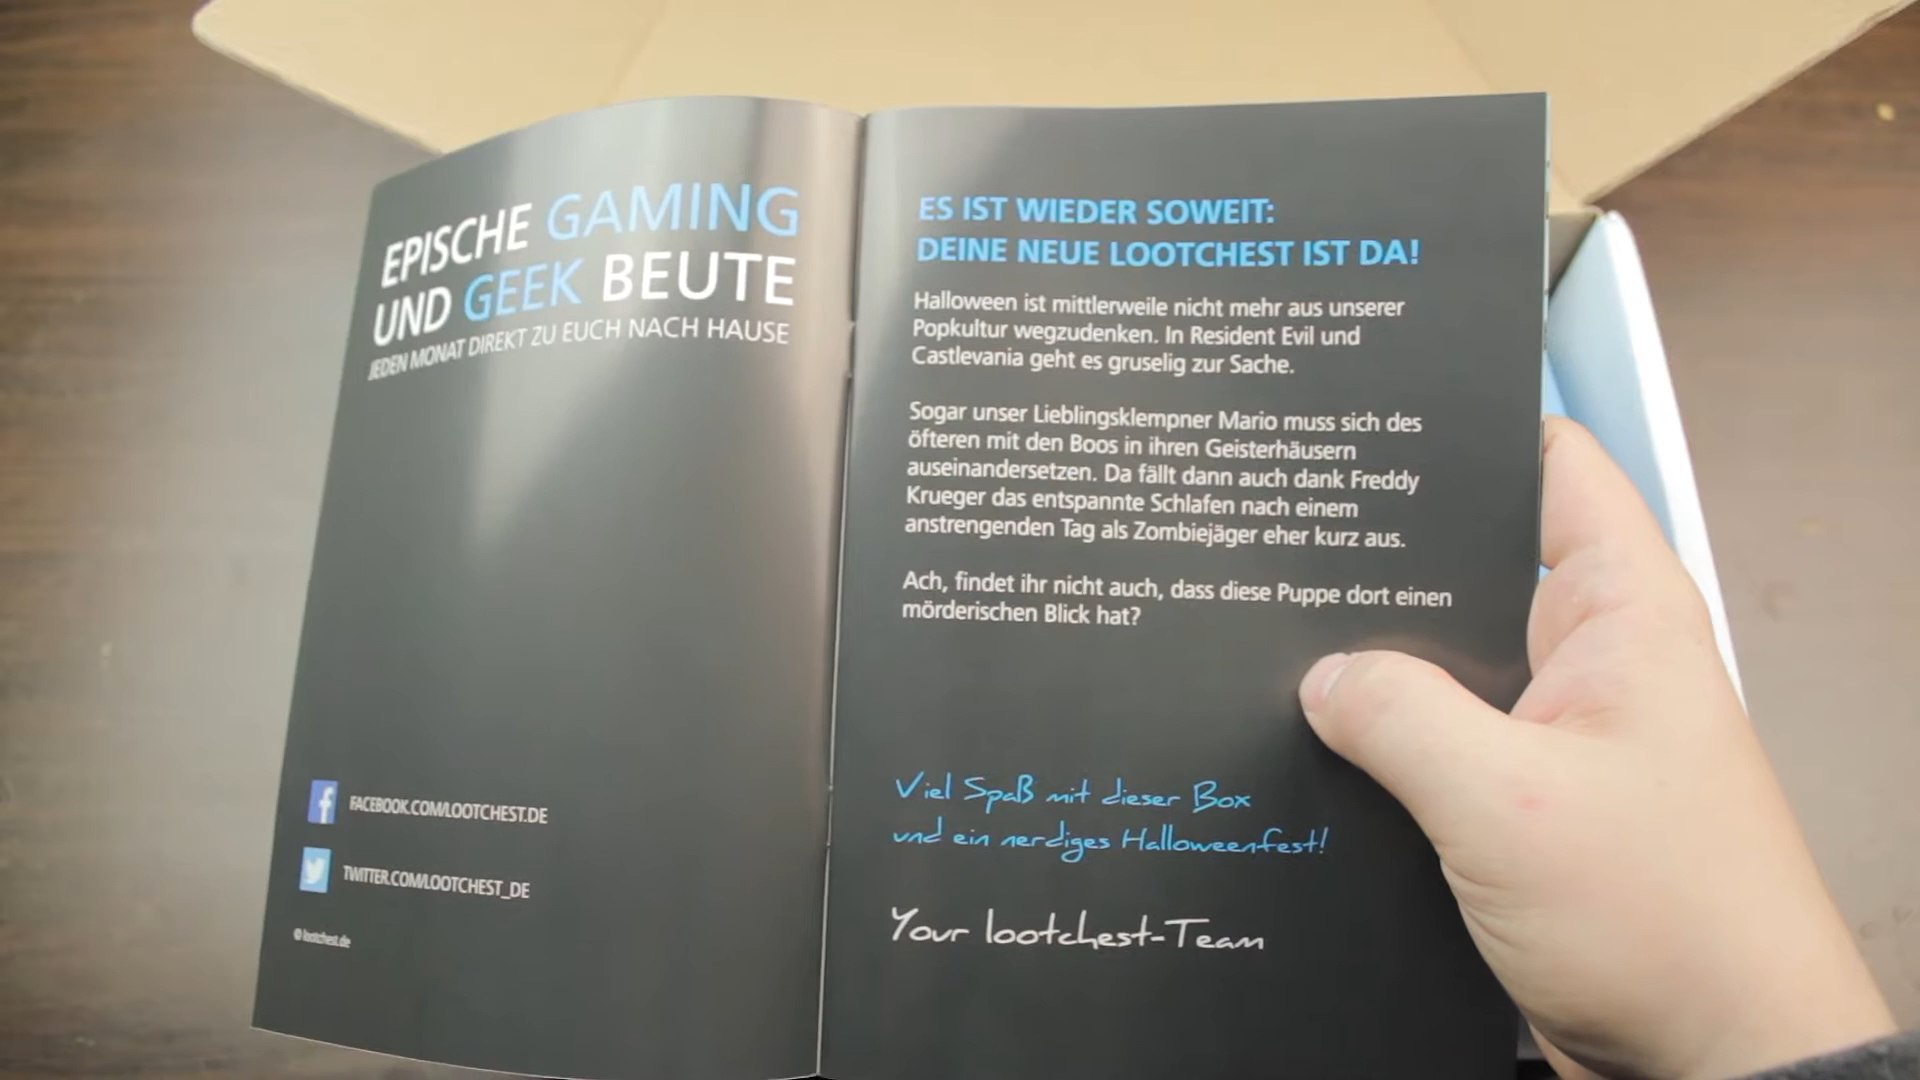 EPISCHE GAMING
UND GEEK BEUTE
JEDEN MONAT DIREKT ZU EUCH NACH HAUSE
FACEBOOK.COM/LOOTCHEST.DE
TWITTER.COM/LOOTCHEST_DE
© lootchest.de
ES IST WIEDER SOWEIT:
DEINE NEUE LOOTCHEST IST DA!
Halloween ist mittlerweile nicht mehr aus unserer
Popkultur wegzudenken. In Resident Evil und
Castlevania geht es gruselig zur Sache.
Sogar unser Lieblingsklempner Mario muss sich des
öfteren mit den Boos in ihren Geisterhäusern
auseinandersetzen. Da fällt dann auch dank Freddy
Krueger das entspannte Schlafen nach einem
anstrengenden Tag als Zombiejäger eher kurz aus.
Ach, findet ihr nicht auch, dass diese Puppe dort einen
mörderischen Blick hat?
Viel Spaß mit dieser Box
und ein nerdiges Halloweenfest!
Your lootchest-Team